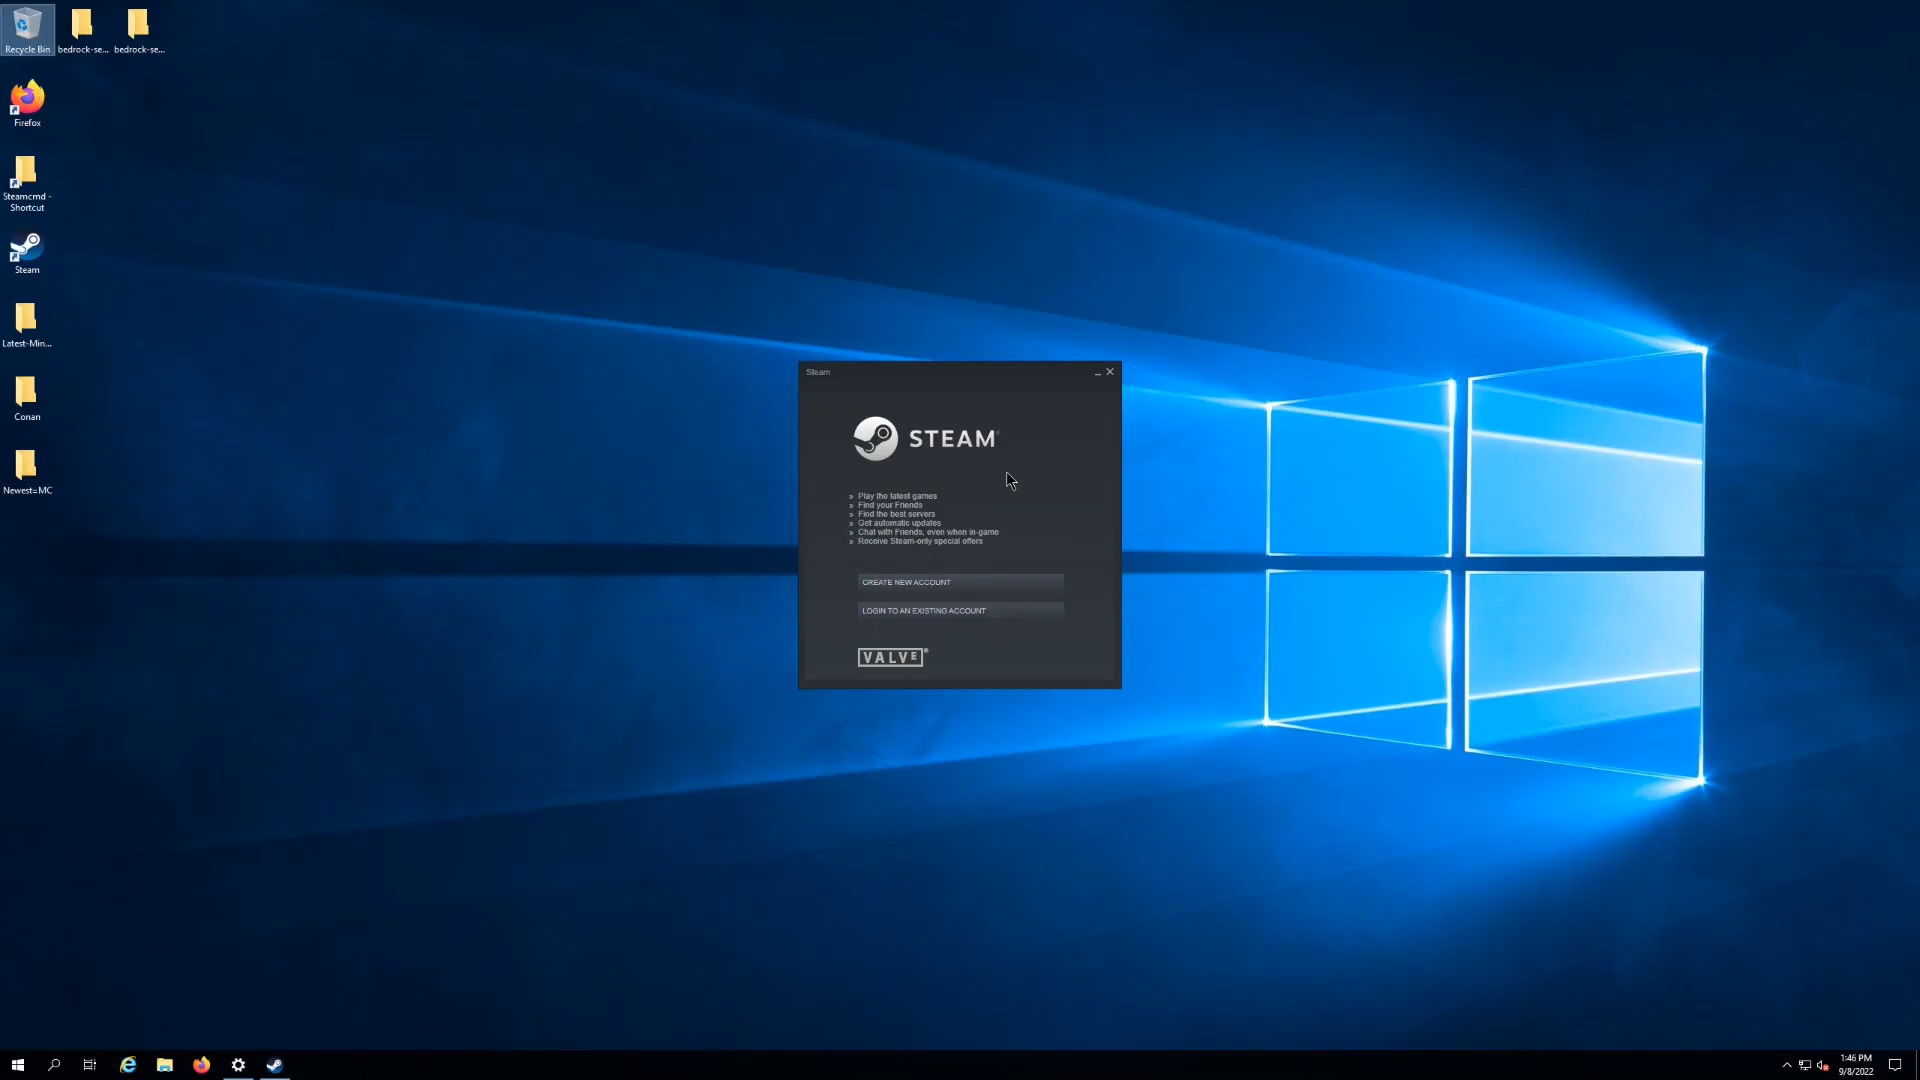 Recycle Bin
bedrock-se...
bedrock-se...
Firefox
Steamcmd -
Shortcut
Steam
Latest-Min...
Conan
Newest=MC
Steam
STEAM®
» Play the latest games
» Find your Friends
» Find the best servers
» Get automatic updates
» Chat with Friends, even when in-game
» Receive Steam-only special offers
CREATE NEW ACCOUNT
LOGIN TO AN EXISTING ACCOUNT
VALVE®
1:46 PM
9/8/2022